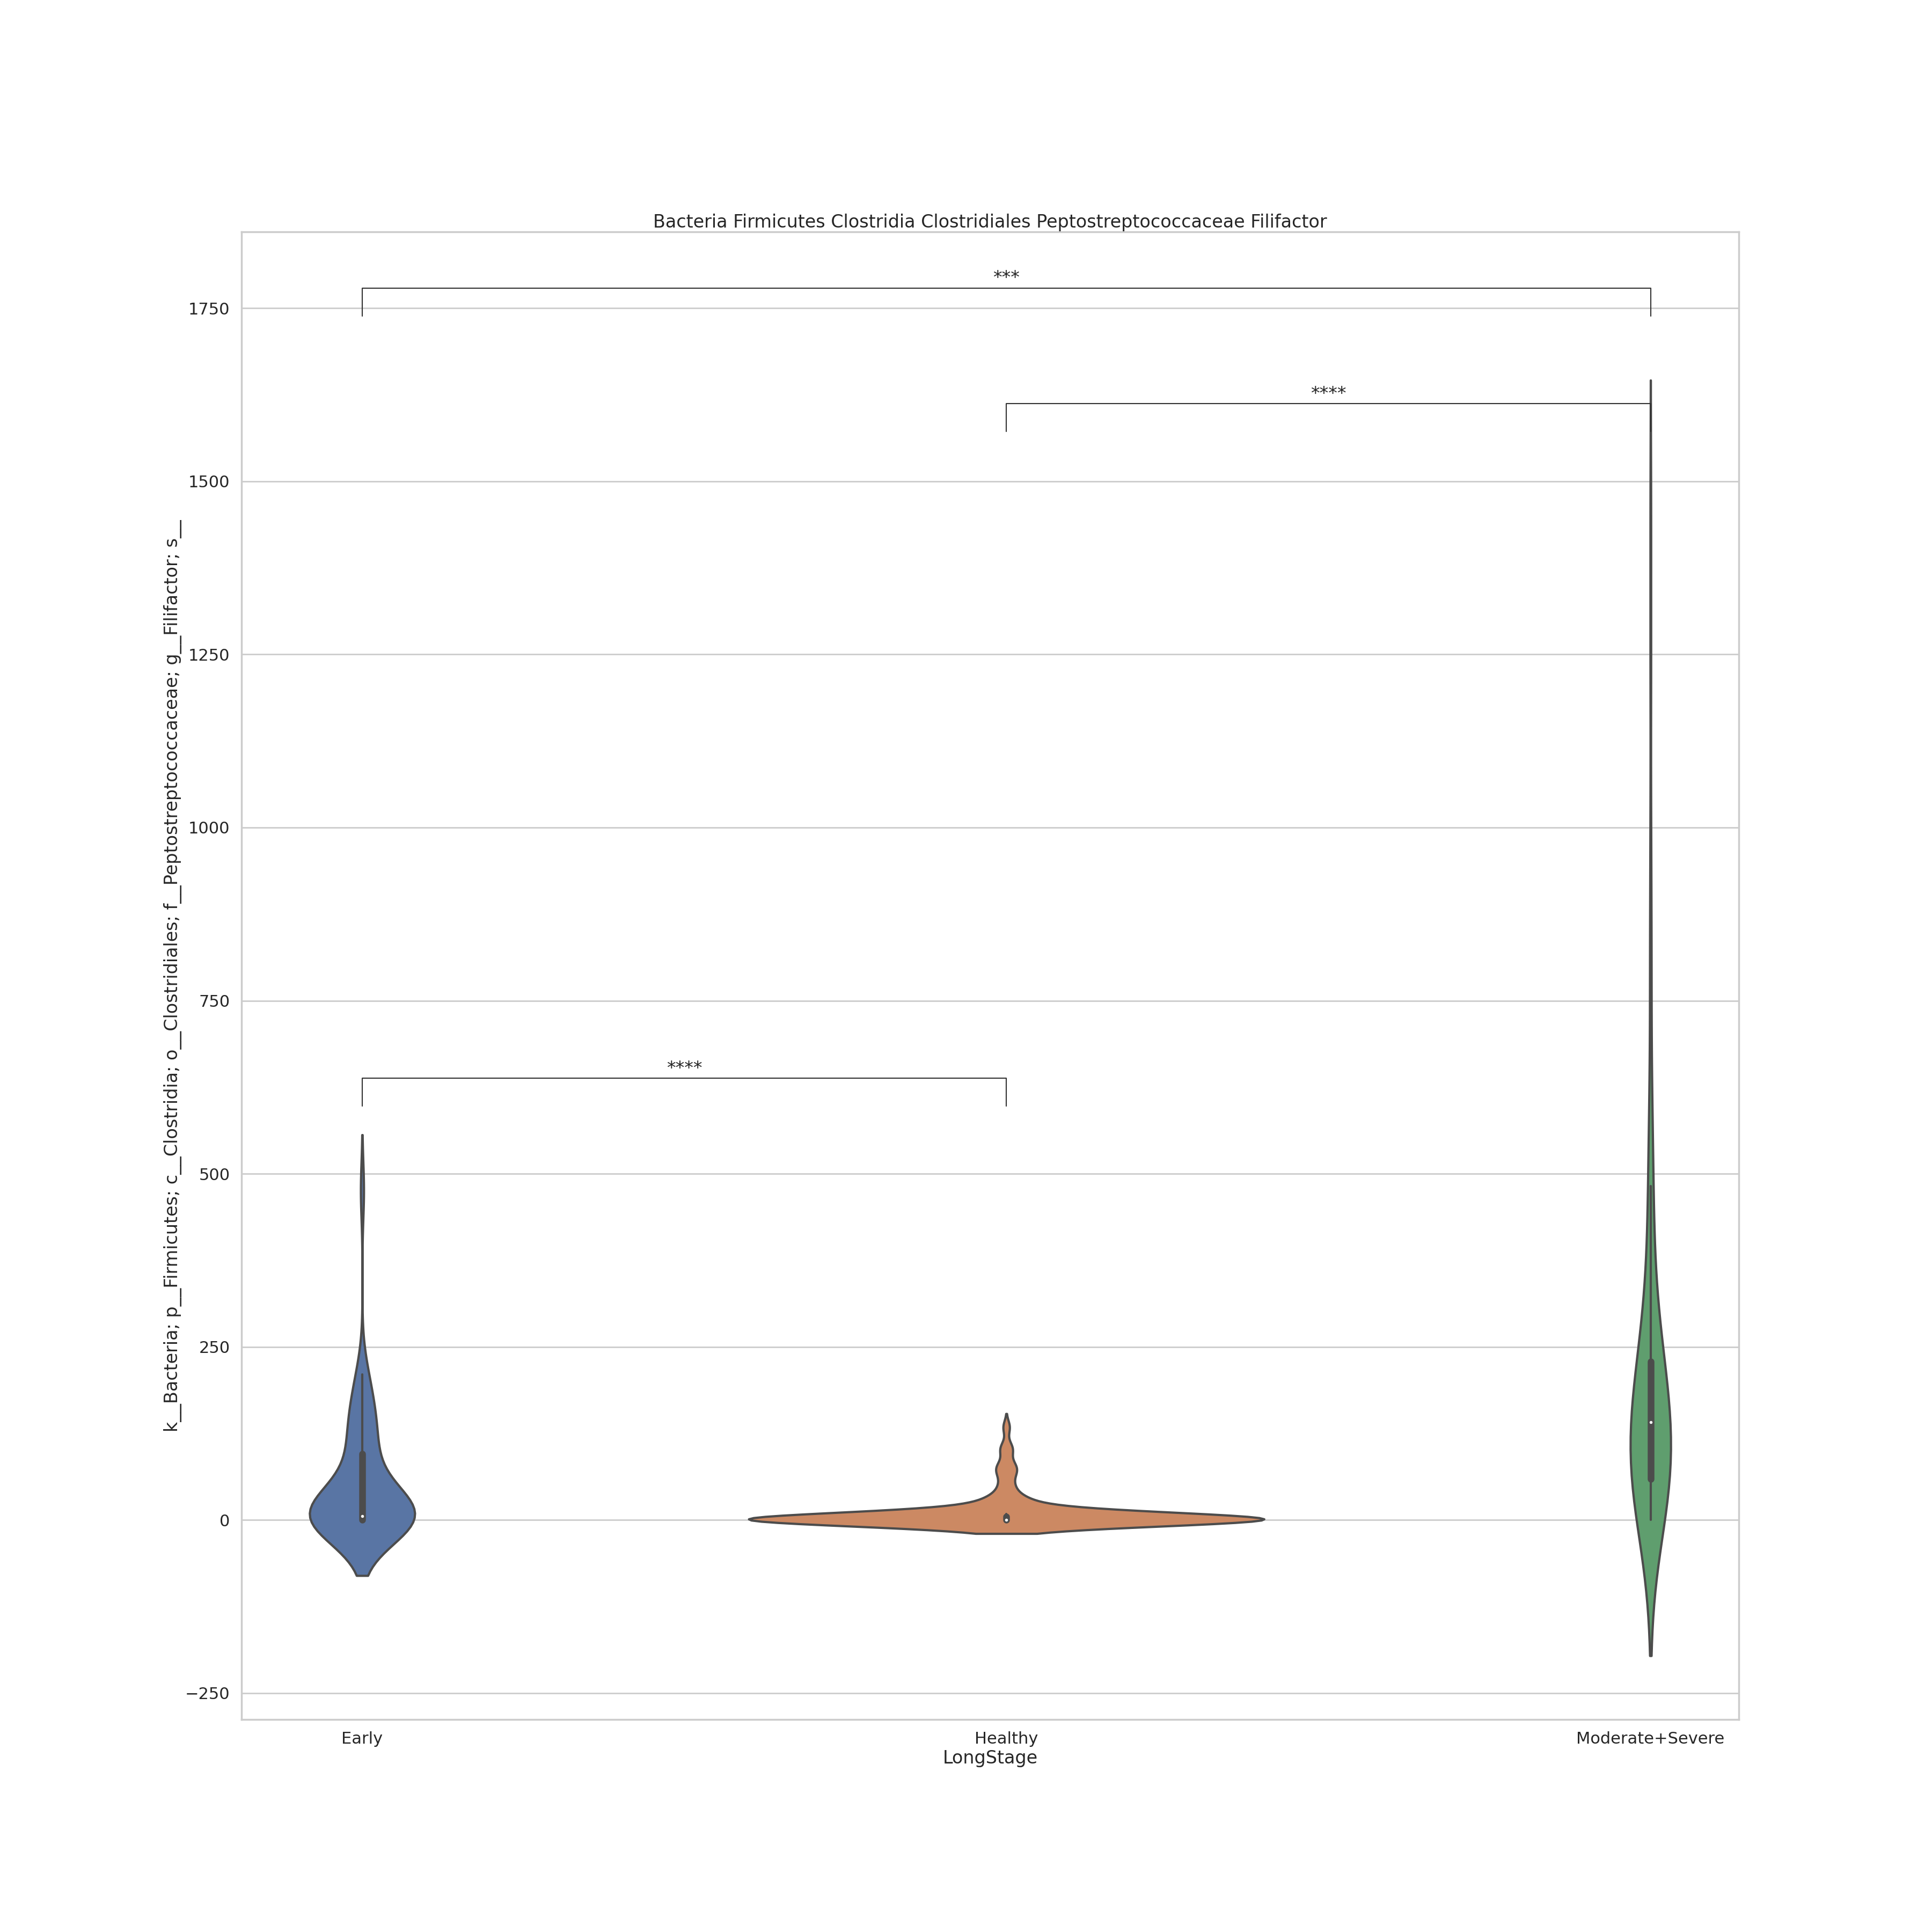 Bacteria Firmicutes Clostridia Clostridiales Peptostreptococcaceae Filifactor
k__Bacteria; p__Firmicutes; c__Clostridia; o__Clostridiales; f__Peptostreptococcaceae; g__Filifactor; s__
***
1750
****
1500
1250
1000
750
****
500
250
0
−250
Early
Healthy
Moderate+Severe
LongStage